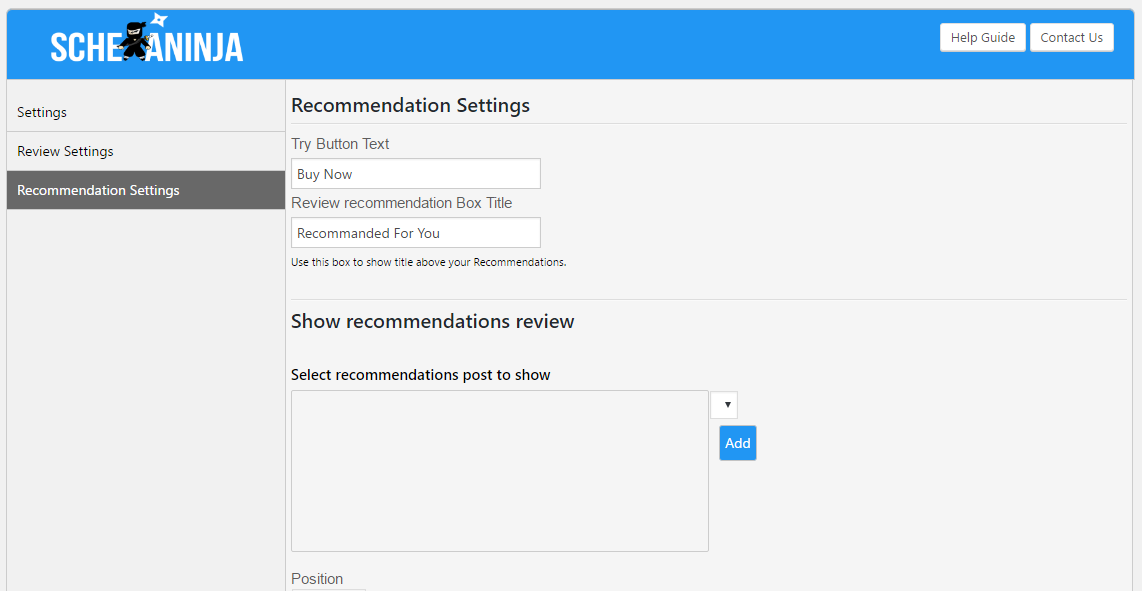 SCHEMANINJA
Help Guide
Contact Us
Settings
Review Settings
Recommendation Settings
Recommendation Settings
Try Button Text
Buy Now
Review recommendation Box Title
Recommanded For You
Use this box to show title above your Recommendations.
Show recommendations review
Select recommendations post to show
Add
Position